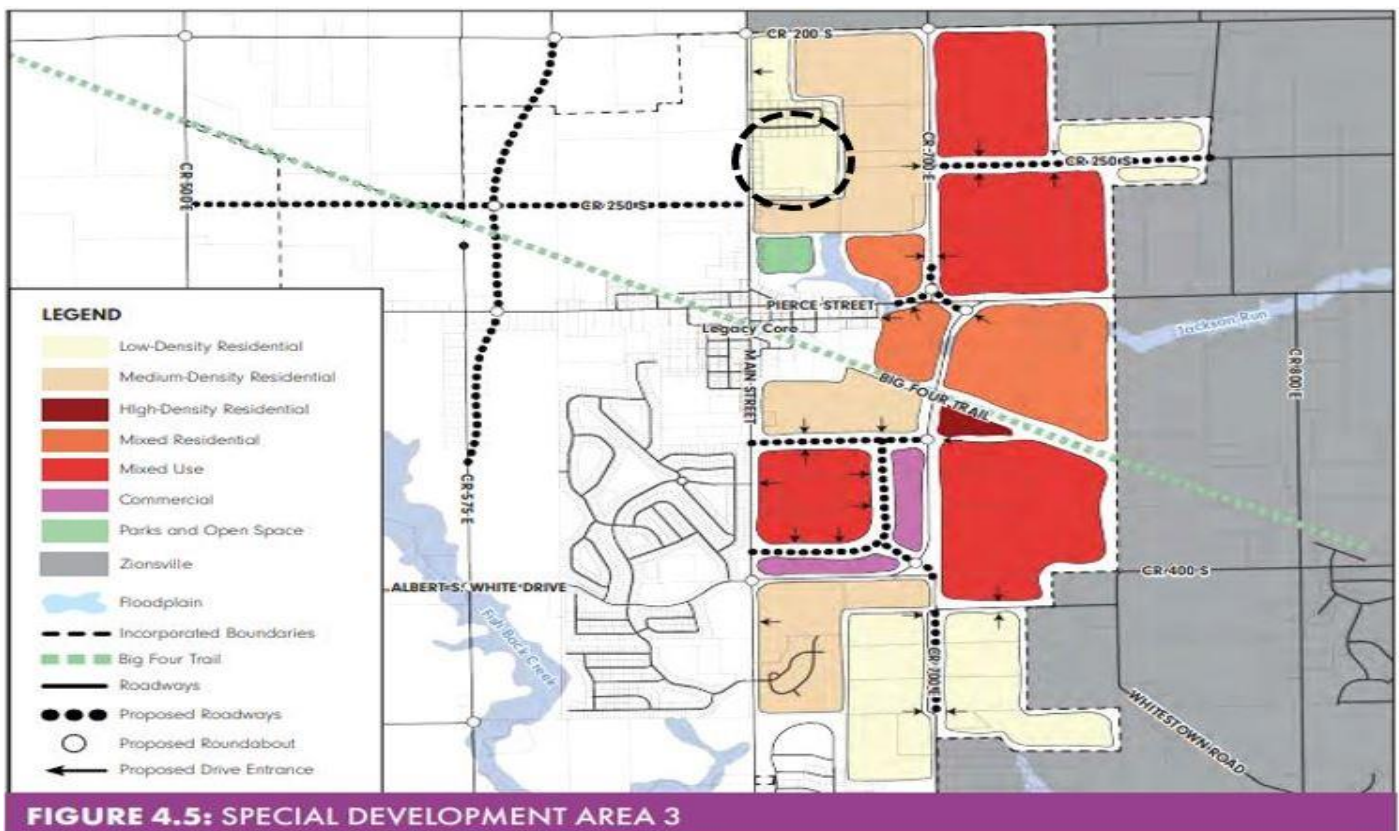 CR 200 S
CR 700 E
CR 250 S
CR 500 E
CR 250 S
PIERCE STREET
Legacy Core
Jackson Run
MAIN STREET
CR 800 E
BIG FOUR TRAIL
CR 575 E
CR 400 S
ALBERT S. WHITE DRIVE
Fish Back Creek
CR 700 E
WHITESTOWN ROAD
LEGEND
Low-Density Residential
Medium-Density Residential
HIgh-Density Residential
Mixed Residential
Mixed Use
Commercial
Parks and Open Space
Zionsville
Floodplain
Incorporated Boundaries
Big Four Trail
Roadways
Proposed Roadways
Proposed Roundabout
Proposed Drive Entrance
FIGURE 4.5: SPECIAL DEVELOPMENT AREA 3